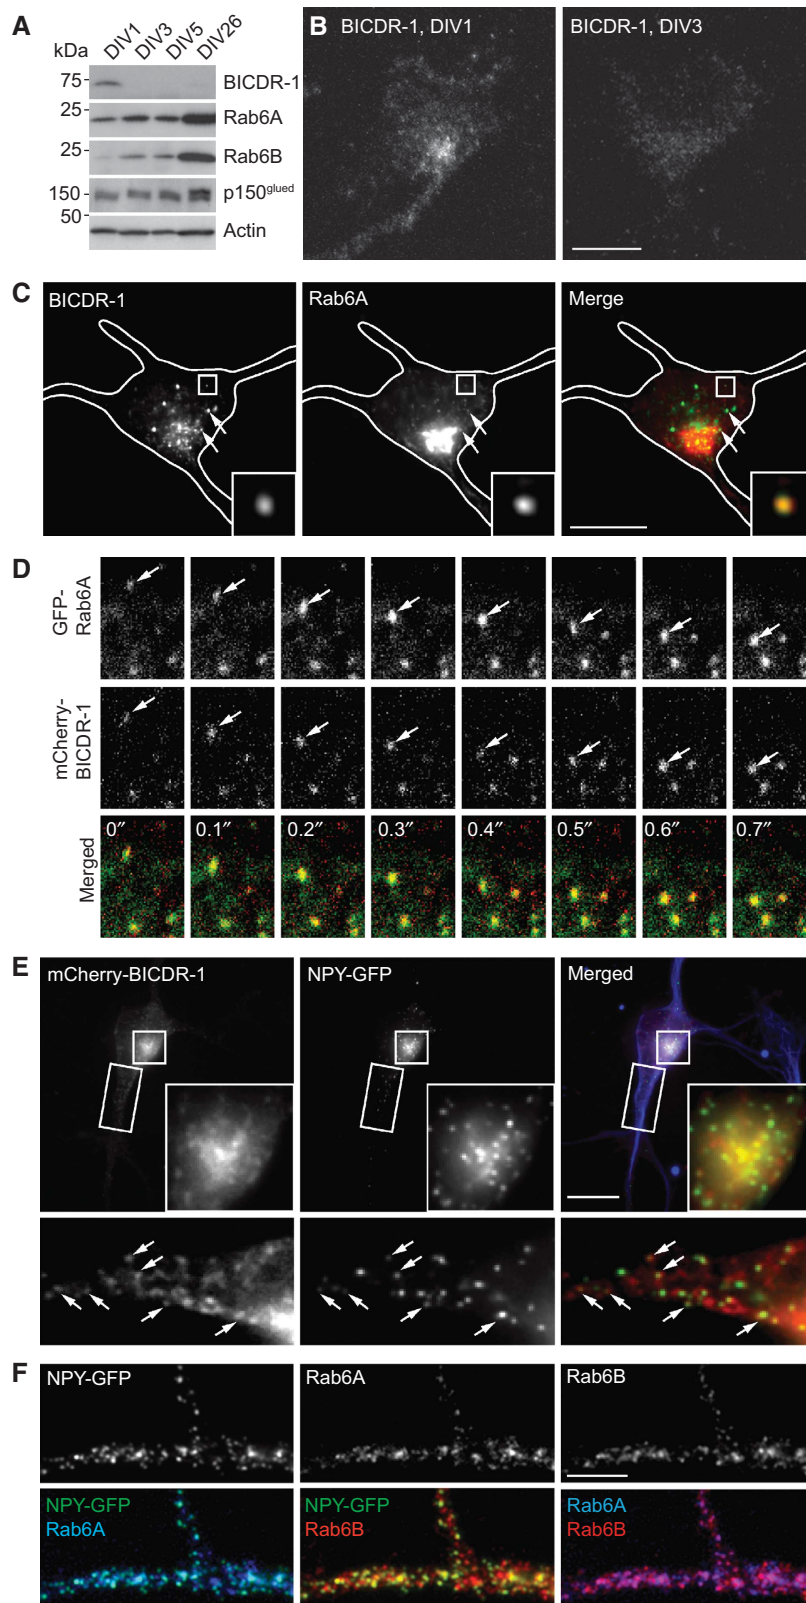 A
DIV1 DIV3 DIV5 DIV26
kDa
75
BICDR-1
25
Rab6A
25
Rab6B
150
p150glued
50
Actin
B
BICDR-1, DIV1
BICDR-1, DIV3
C
BICDR-1
Rab6A
Merge
D
GFP-
Rab6A
mCherry-
BICDR-1
Merged
0″ 0.1″ 0.2″ 0.3″ 0.4″ 0.5″ 0.6″ 0.7″
E
mCherry-BICDR-1
NPY-GFP
Merged
F
NPY-GFP
Rab6A
Rab6B
NPY-GFP
Rab6A
NPY-GFP
Rab6B
Rab6A
Rab6B